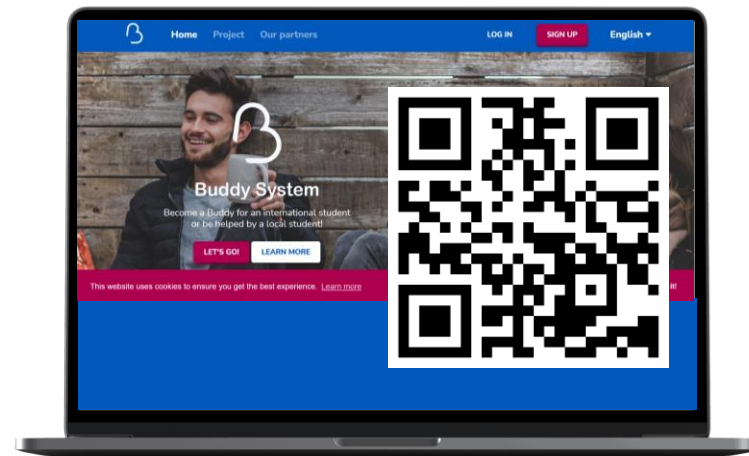 Home Project Our partners LOG IN SIGN UP English
Buddy System
Become a Buddy for an international student
or be helped by a local student!
LET'S GO! LEARN MORE
This website uses cookies to ensure you get the best experience. Learn more it!